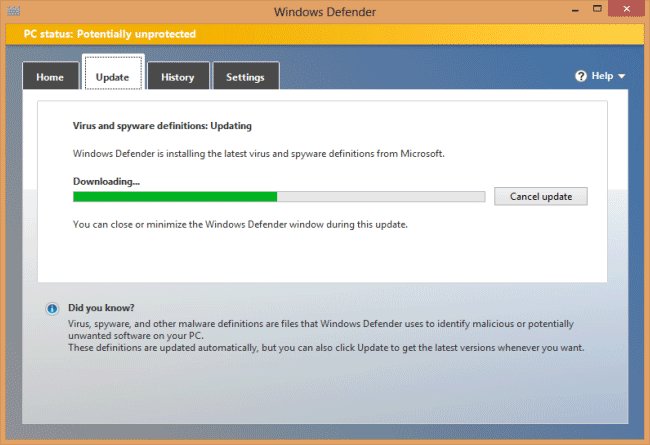 Windows Defender
PC status: Potentially unprotected
Home Update History Settings Help
Virus and spyware definitions: Updating
Windows Defender is installing the latest virus and spyware definitions from Microsoft.
Downloading...
Cancel update
You can close or minimize the Windows Defender window during this update.
Did you know?
Virus, spyware, and other malware definitions are files that Windows Defender uses to identify malicious or potentially
unwanted software on your PC.
These definitions are updated automatically, but you can also click Update to get the latest versions whenever you want.